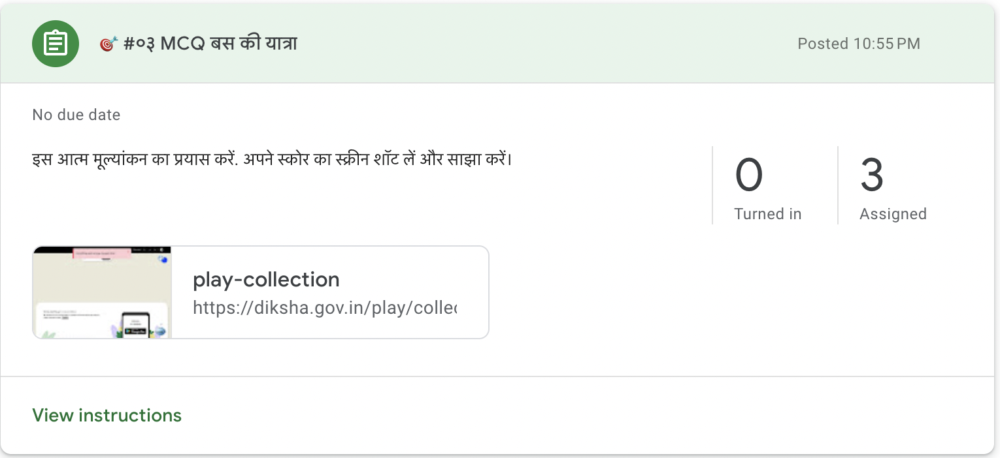 #०३ MCQ बस की यात्रा
Posted 10:55 PM
No due date
इस आत्म मूल्यांकन का प्रयास करें. अपने स्कोर का स्क्रीन शॉट लें और साझा करें।
0
Turned in
3
Assigned
play-collection
https://diksha.gov.in/play/collec
View instructions